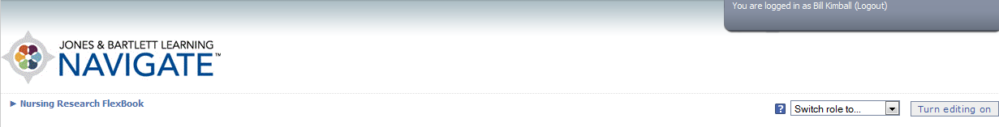 You are logged in as Bill Kimball (Logout)
JONES & BARTLETT LEARNING
NAVIGATE™
► Nursing Research FlexBook
? Switch role to... Turn editing on